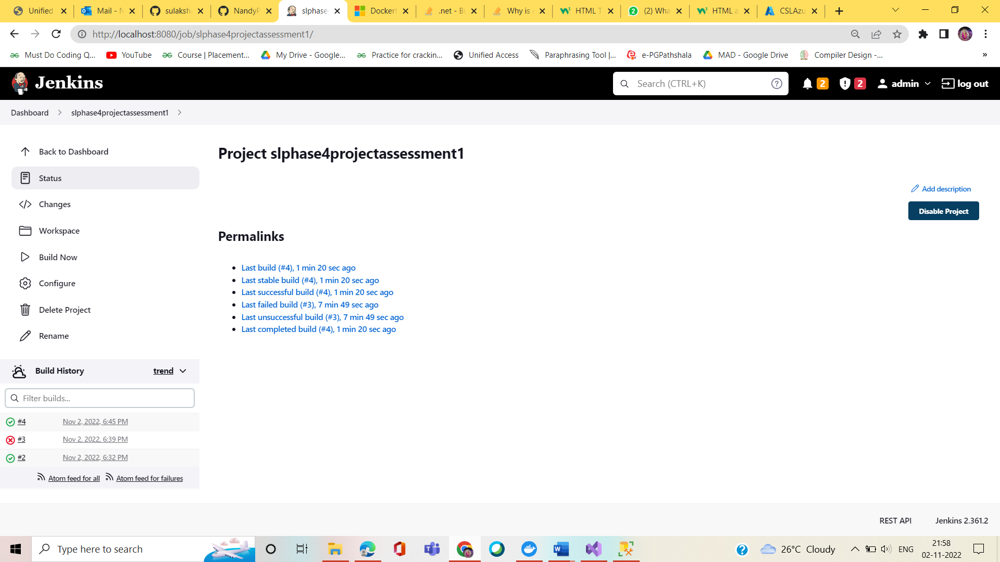 Unified
Mail - N
sulaksha
NandyP
slphase
Dockerf
.net - Bu
Why is c
HTML T
(2) Wha
HTML a
CSLAzu
http://localhost:8080/job/slphase4projectassessment1/
Must Do Coding Q...
YouTube
Course | Placement...
My Drive - Google...
Practice for crackin...
Unified Access
Paraphrasing Tool |...
e-PGPathshala
MAD - Google Drive
Compiler Design -...
»
Jenkins
Search (CTRL+K)
2
2
admin
log out
Dashboard
slphase4projectassessment1
Back to Dashboard
Status
Changes
Workspace
Build Now
Configure
Delete Project
Rename
Project slphase4projectassessment1
Add description
Disable Project
Permalinks
Last build (#4), 1 min 20 sec ago
Last stable build (#4), 1 min 20 sec ago
Last successful build (#4), 1 min 20 sec ago
Last failed build (#3), 7 min 49 sec ago
Last unsuccessful build (#3), 7 min 49 sec ago
Last completed build (#4), 1 min 20 sec ago
Build History
trend
Filter builds...
#4 Nov 2, 2022, 6:45 PM
#3 Nov 2, 2022, 6:39 PM
#2 Nov 2, 2022, 6:32 PM
Atom feed for all
Atom feed for failures
REST API
Jenkins 2.361.2
Type here to search
26°C Cloudy
ENG
21:58
02-11-2022